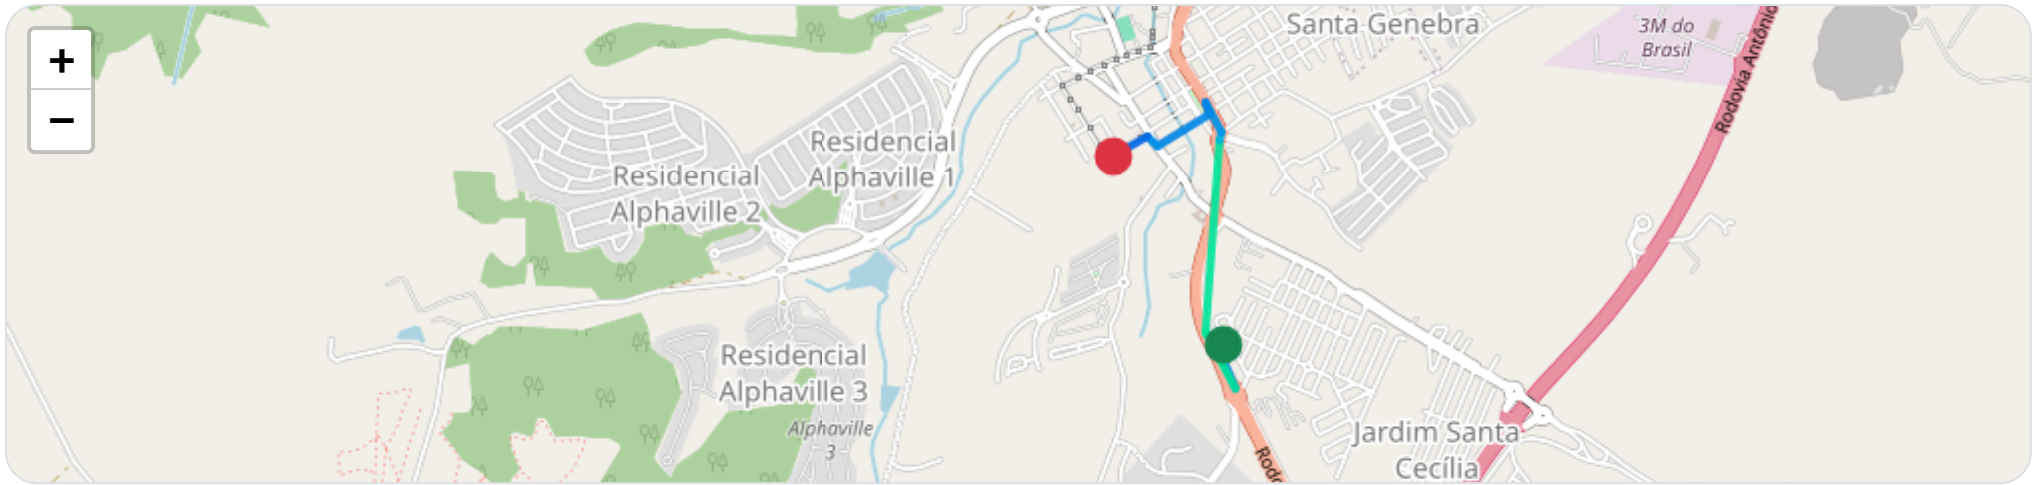 +
−
Santa Genebra
3M do
Brasil
Rodovia Antônio
Residencial
Alphaville 1
Residencial
Alphaville 2
Residencial
Alphaville 3
Alphaville
3
Jardim Santa
Cecília